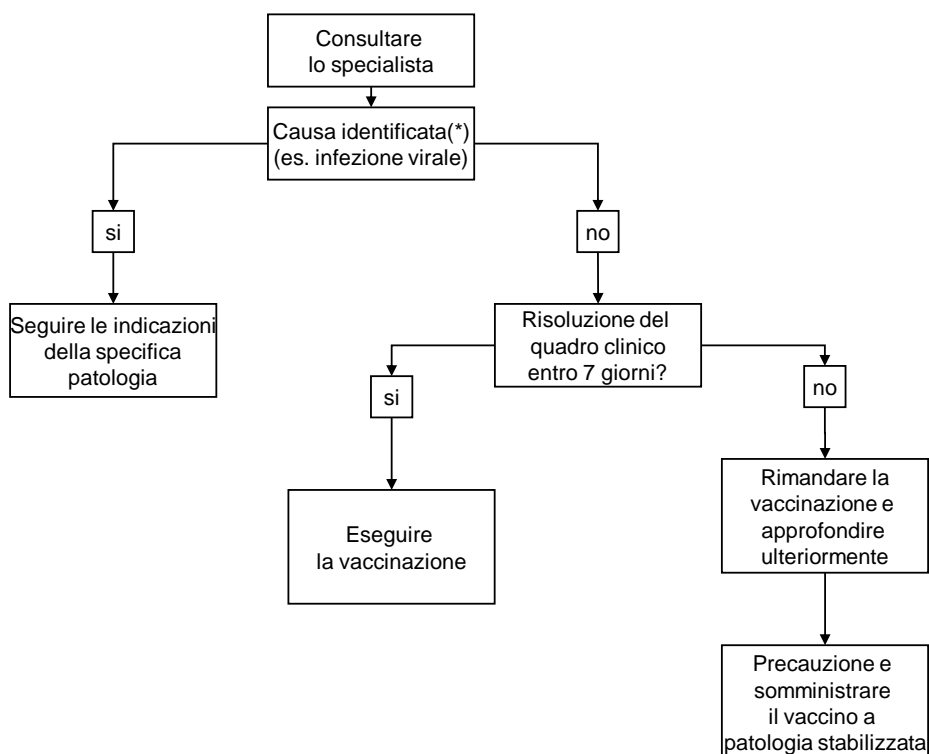 Consultare
lo specialista
Causa identificata(*)
(es. infezione virale)
si
no
Seguire le indicazioni
della specifica
patologia
Risoluzione del
quadro clinico
entro 7 giorni?
si
no
Eseguire
la vaccinazione
Rimandare la
vaccinazione e
approfondire
ulteriormente
Precauzione e
somministrare
il vaccino a
patologia stabilizzata